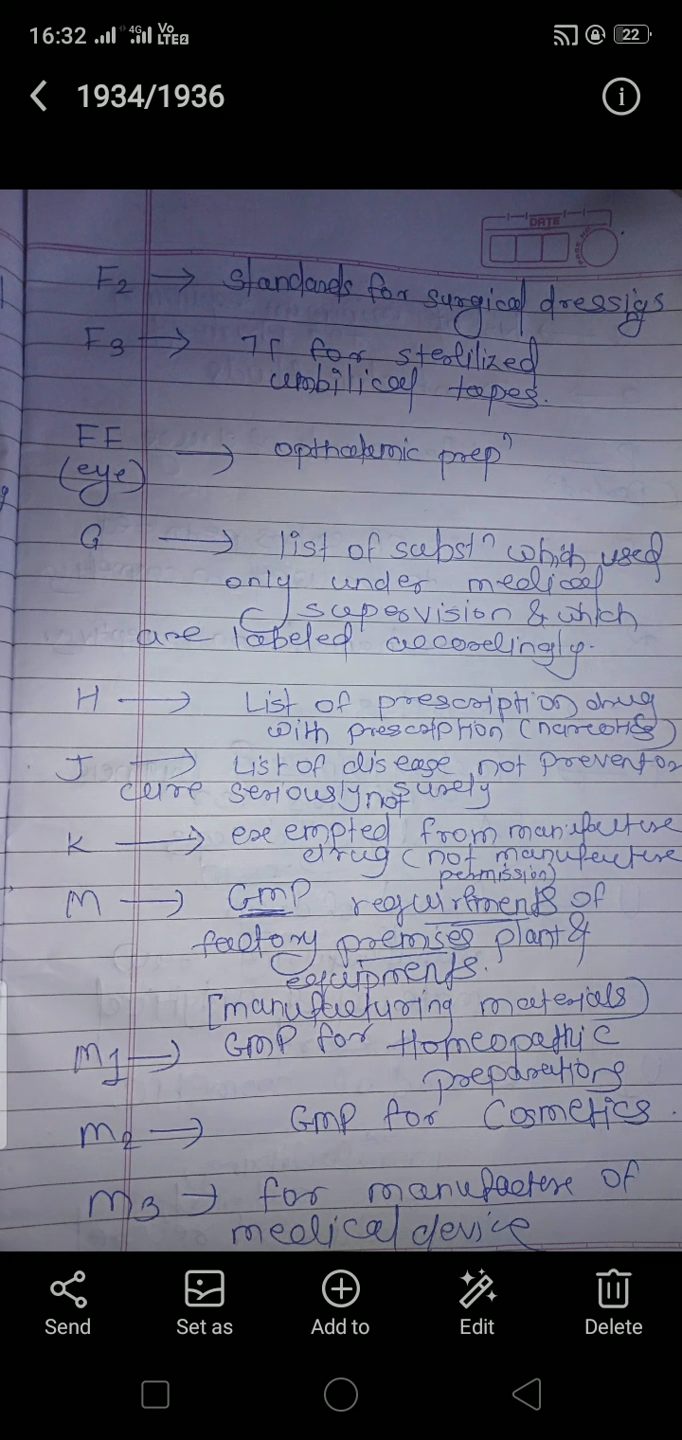 16:32 4G Vo LTE2 22
1934/1936
DATE
F2 → Standards for surgical dressigs
F3 → for sterilized
umbilical tapes.
FF → opthalemic prepⁿ
(eye)
G → list of substⁿ which used
only under medical
supervision & which
are labeled accordingly.
H → List of prescription drug
with prescription (narcotics)
J → List of disease not prevent or
cure seriously not surely
K → exe empted from manufacture
drug (not manufacture
permission)
M → GMP requirtments of
factory premises plant &
equipments.
[manufacturing materials)
M1 → GMP for Homeopathic
preparations
M2 → GMP for Cosmetics.
M3 → for manufacture of
medical device
Send Set as Add to Edit Delete